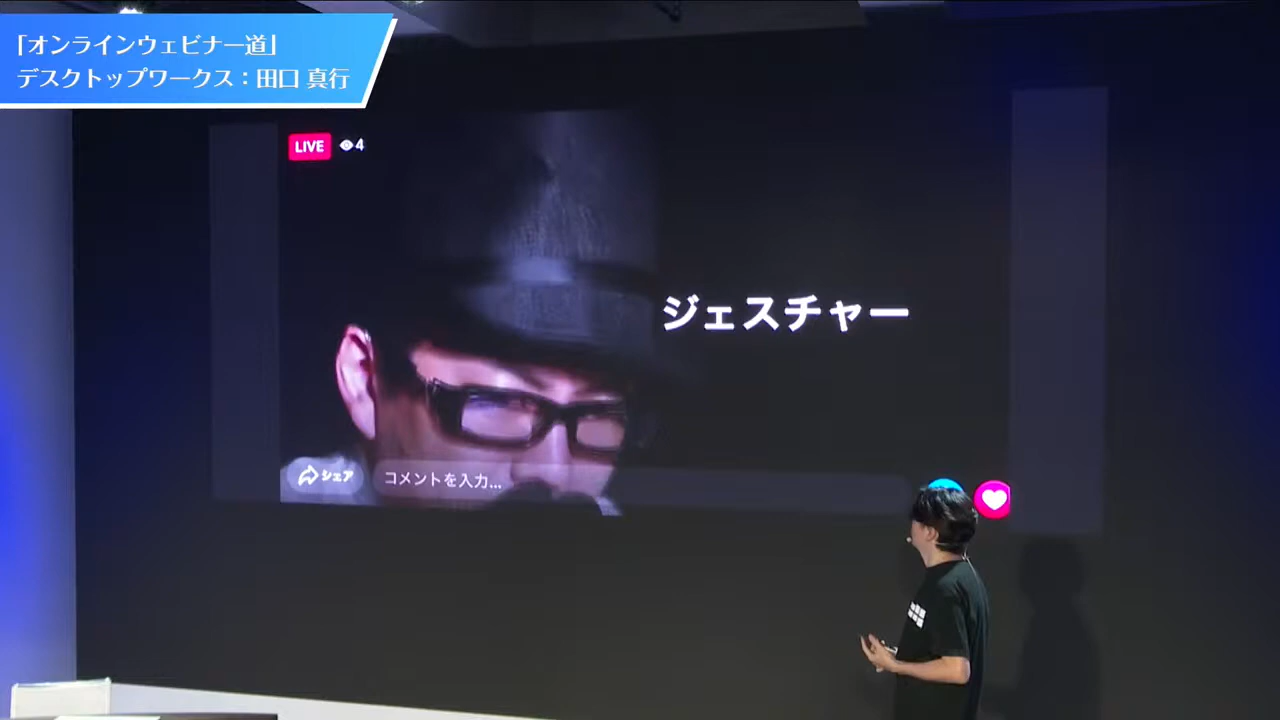 「オンラインウェビナー道」
デスクトップワークス：田口 真行
LIVE 4
ジェスチャー
シェア コメントを入力...